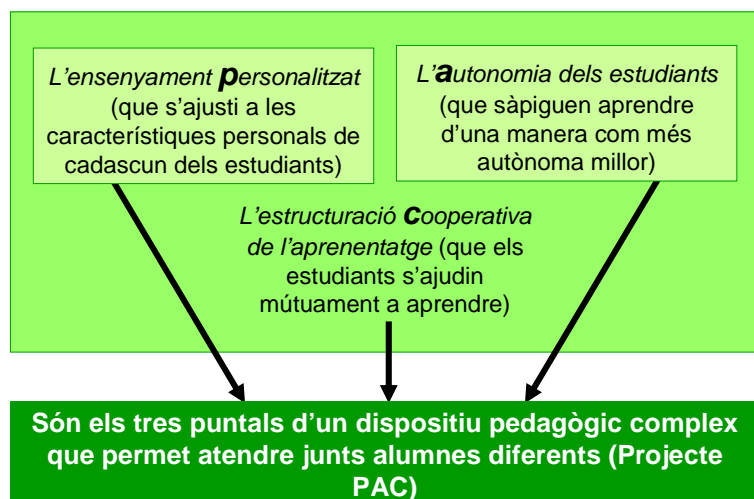 L’ensenyament personalitzat
(que s’ajusti a les
característiques personals de
cadascun dels estudiants)
L’autonomia dels estudiants
(que sàpiguen aprendre
d’una manera com més
autònoma millor)
L’estructuració cooperativa
de l’aprenentatge (que els
estudiants s’ajudin
mútuament a aprendre)
Són els tres puntals d’un dispositiu pedagògic complex
que permet atendre junts alumnes diferents (Projecte
PAC)